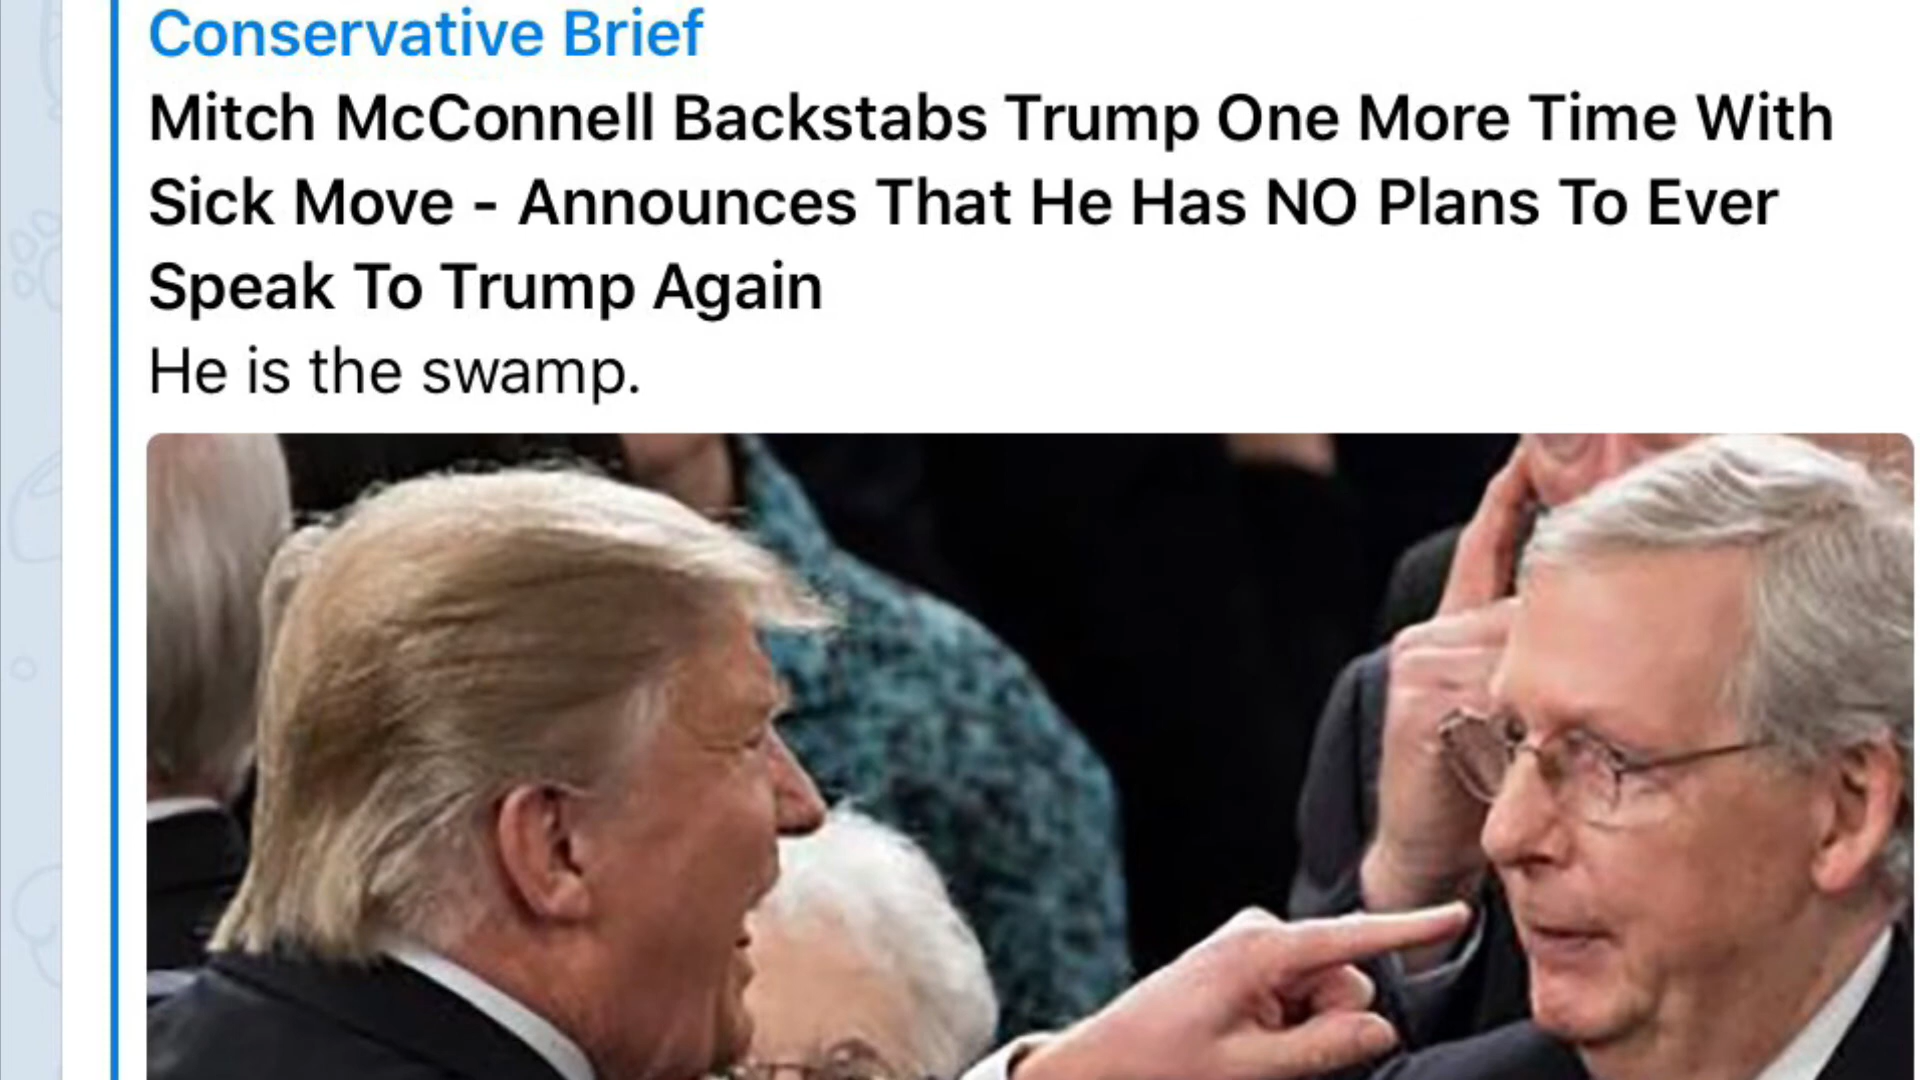 Conservative Brief
Mitch McConnell Backstabs Trump One More Time With
Sick Move - Announces That He Has NO Plans To Ever
Speak To Trump Again
He is the swamp.